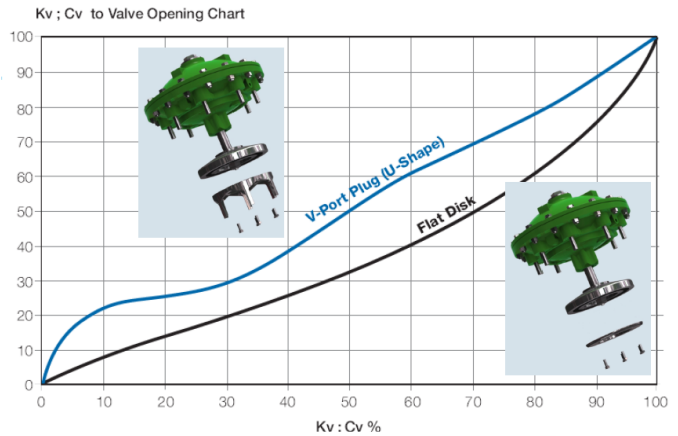 Kv ; Cv to Valve Opening Chart
100
90
80
70
60
50
40
30
20
10
0
V-Port Plug (U-Shape)
Flat Disk
0 10 20 30 40 50 60 70 80 90 100
Kv ; Cv %